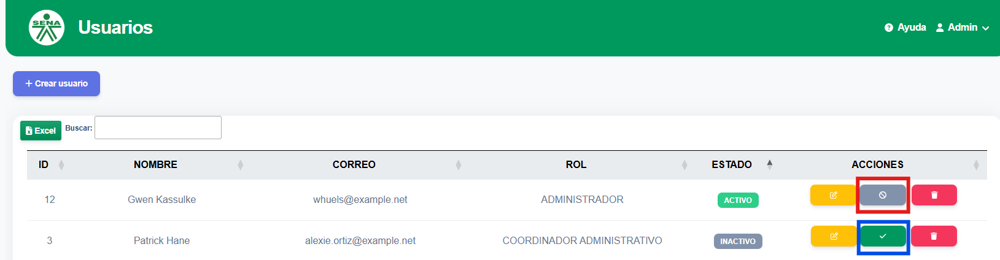 SENA
Usuarios
Ayuda
Admin
+ Crear usuario
Excel
Buscar:
ID NOMBRE CORREO ROL ESTADO ACCIONES
12 Gwen Kassulke whuels@example.net ADMINISTRADOR ACTIVO
3 Patrick Hane alexie.ortiz@example.net COORDINADOR ADMINISTRATIVO INACTIVO